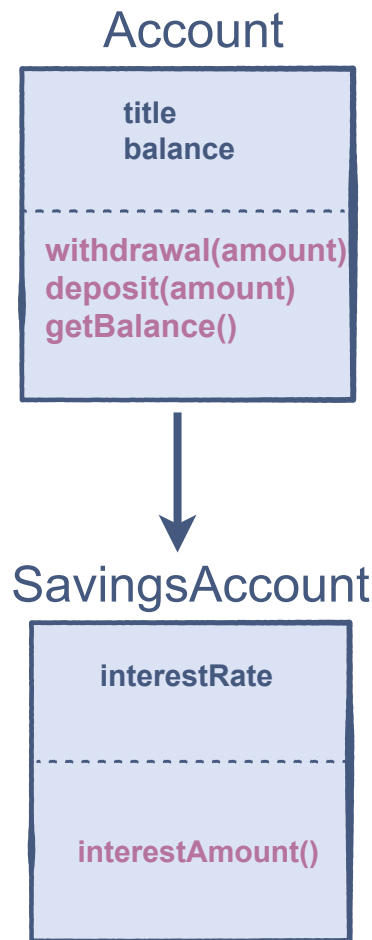 Account
title
balance
withdrawal(amount)
deposit(amount)
getBalance()
SavingsAccount
interestRate
interestAmount()